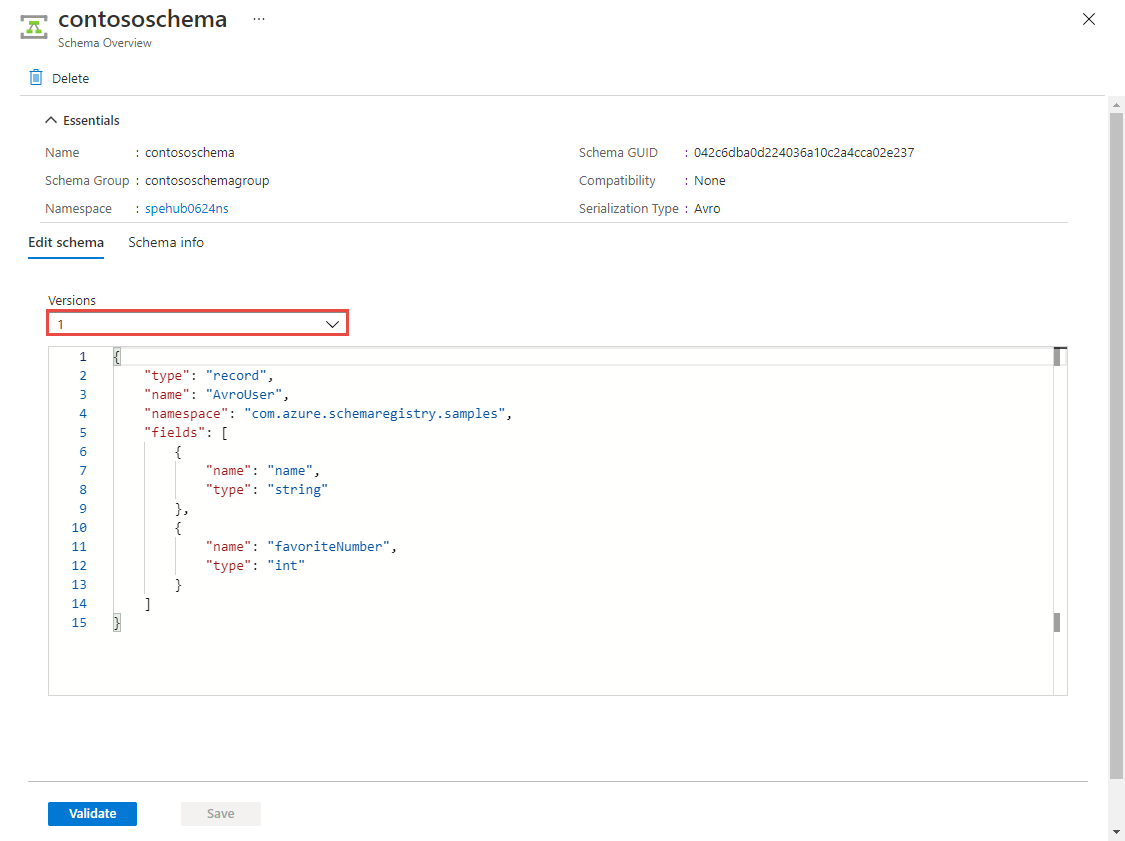 contososchema ...
Schema Overview
Delete
Essentials
Name : contososchema
Schema GUID : 042c6dba0d224036a10c2a4cca02e237
Schema Group : contososchemagroup
Compatibility : None
Namespace : spehub0624ns
Serialization Type : Avro
Edit schema Schema info
Versions
1
1 {
2 "type": "record",
3 "name": "AvroUser",
4 "namespace": "com.azure.schemaregistry.samples",
5 "fields": [
6 {
7 "name": "name",
8 "type": "string"
9 },
10 {
11 "name": "favoriteNumber",
12 "type": "int"
13 }
14 ]
15 }
Validate Save